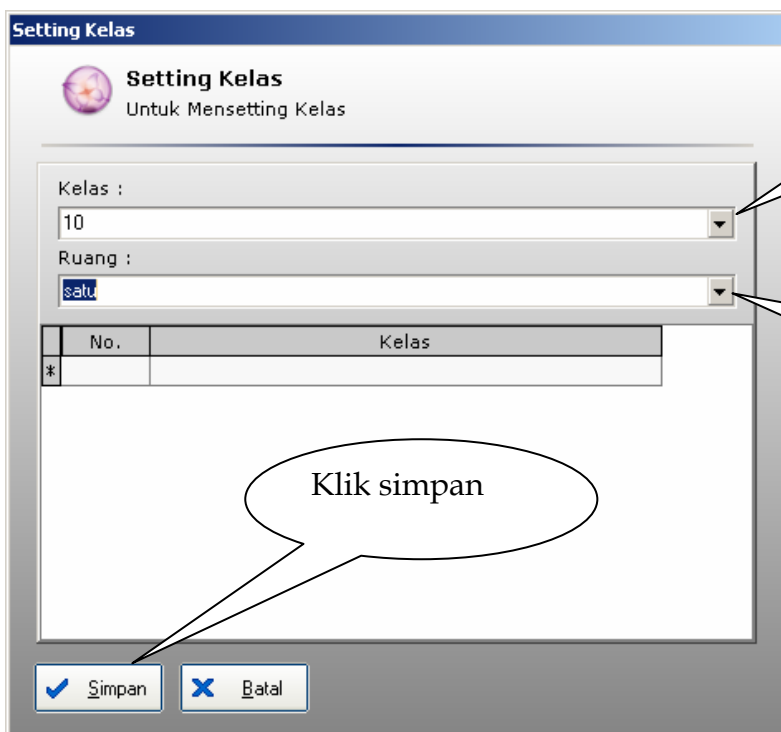 Setting Kelas
Setting Kelas
Untuk Mensetting Kelas
Kelas :
10
Ruang :
satu
No. Kelas
*
Klik simpan
Simpan Batal